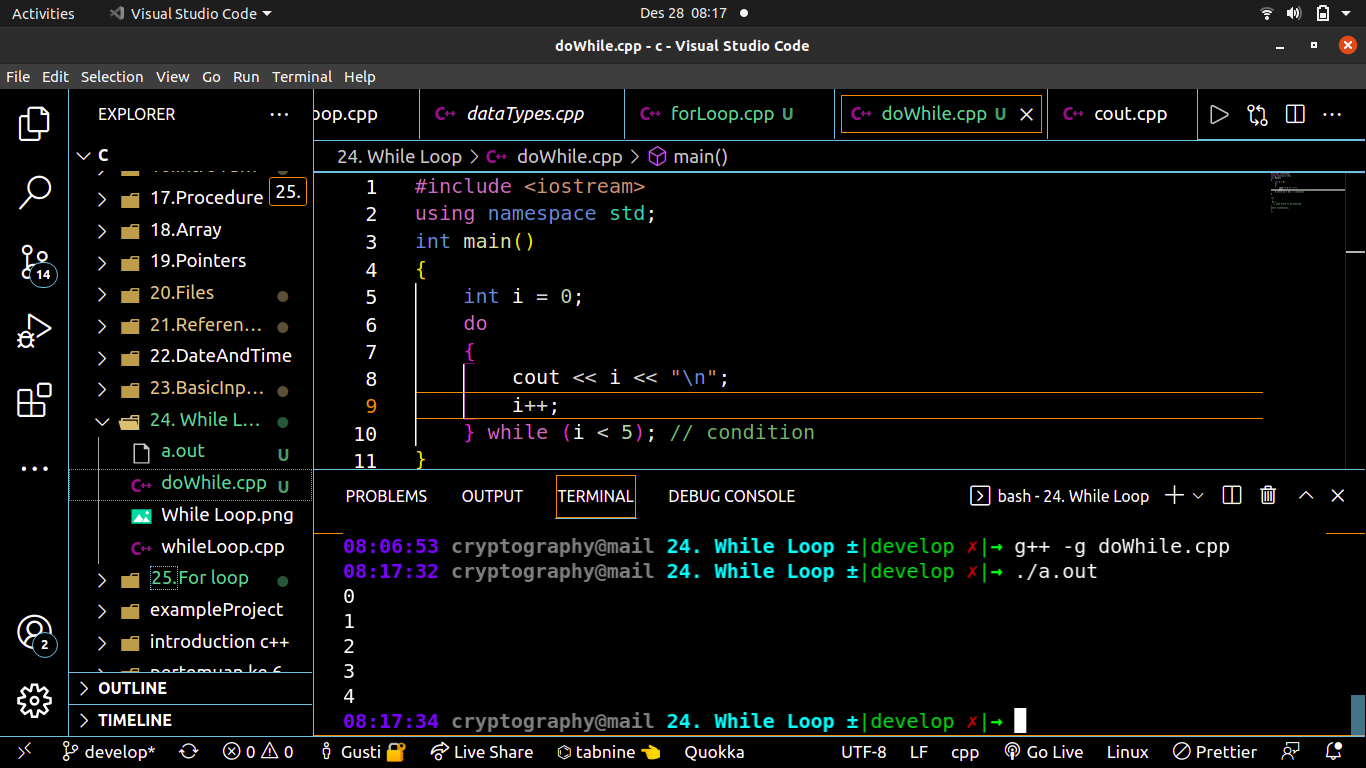 Activities
Visual Studio Code
Des 28 08:17
doWhile.cpp - c - Visual Studio Code
File Edit Selection View Go Run Terminal Help
EXPLORER
oop.cpp
dataTypes.cpp
forLoop.cpp U
doWhile.cpp U
cout.cpp
24. While Loop > doWhile.cpp > main()
C
17.Procedure
25.
18.Array
19.Pointers
20.Files
21.Referen...
22.DateAndTime
23.BasicInp...
24. While L...
a.out U
doWhile.cpp U
While Loop.png
whileLoop.cpp
25.For loop
exampleProject
introduction c++
OUTLINE
TIMELINE
14
2
1 #include <iostream>
2 using namespace std;
3 int main()
4 {
5 int i = 0;
6 do
7 {
8 cout << i << "\n";
9 i++;
10 } while (i < 5); // condition
11 }
PROBLEMS OUTPUT TERMINAL DEBUG CONSOLE
bash - 24. While Loop
08:06:53 cryptography@mail 24. While Loop ±|develop ✗|→ g++ -g doWhile.cpp
08:17:32 cryptography@mail 24. While Loop ±|develop ✗|→ ./a.out
0
1
2
3
4
08:17:34 cryptography@mail 24. While Loop ±|develop ✗|→
develop* 0 0 Gusti Live Share tabnine Quokka UTF-8 LF cpp Go Live Linux Prettier